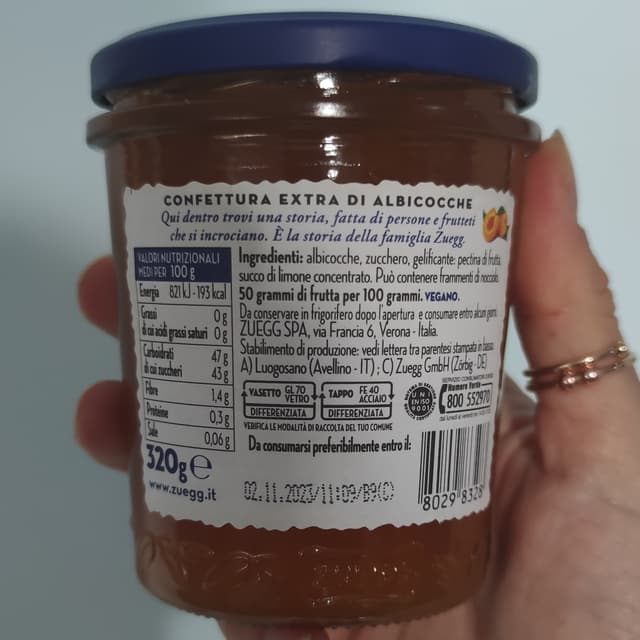 CONFETTURA EXTRA DI ALBICOCCHE
Qui dentro trovi una storia, fatta di persone e frutteti
che si incrociano. È la storia della famiglia Zuegg.
VALORI NUTRIZIONALI
MEDI PER 100 g
Energia 821 kJ - 193 kcal
Grassi 0 g
di cui acidi grassi saturi 0 g
Carboidrati 47 g
di cui zuccheri 43 g
Fibre 1,4 g
Proteine 0,3 g
Sale 0,06 g
320g e
www.zuegg.it
Ingredienti: albicocche, zucchero, gelificante: pectina di frutta,
succo di limone concentrato. Può contenere frammenti di nocciolo.
50 grammi di frutta per 100 grammi. VEGANO.
Da conservare in frigorifero dopo l'apertura e consumare entro alcuni giorni.
ZUEGG SPA, via Francia 6, Verona - Italia.
Stabilimento di produzione: vedi lettera tra parentesi stampata in basso.
A) Luogosano (Avellino - IT) ; C) Zuegg GmbH (Zörbig - DE)
VASETTO GL 70 VETRO
DIFFERENZIATA
TAPPO FE 40 ACCIAIO
DIFFERENZIATA
VERIFICA LE MODALITÀ DI RACCOLTA DEL TUO COMUNE
UNI
EN ISO
9001
SERVIZIO CONSUMATORI
Numero Verde
800 552970
Da consumarsi preferibilmente entro il:
02.11.2023/11:09/B9(C)
8029 8328